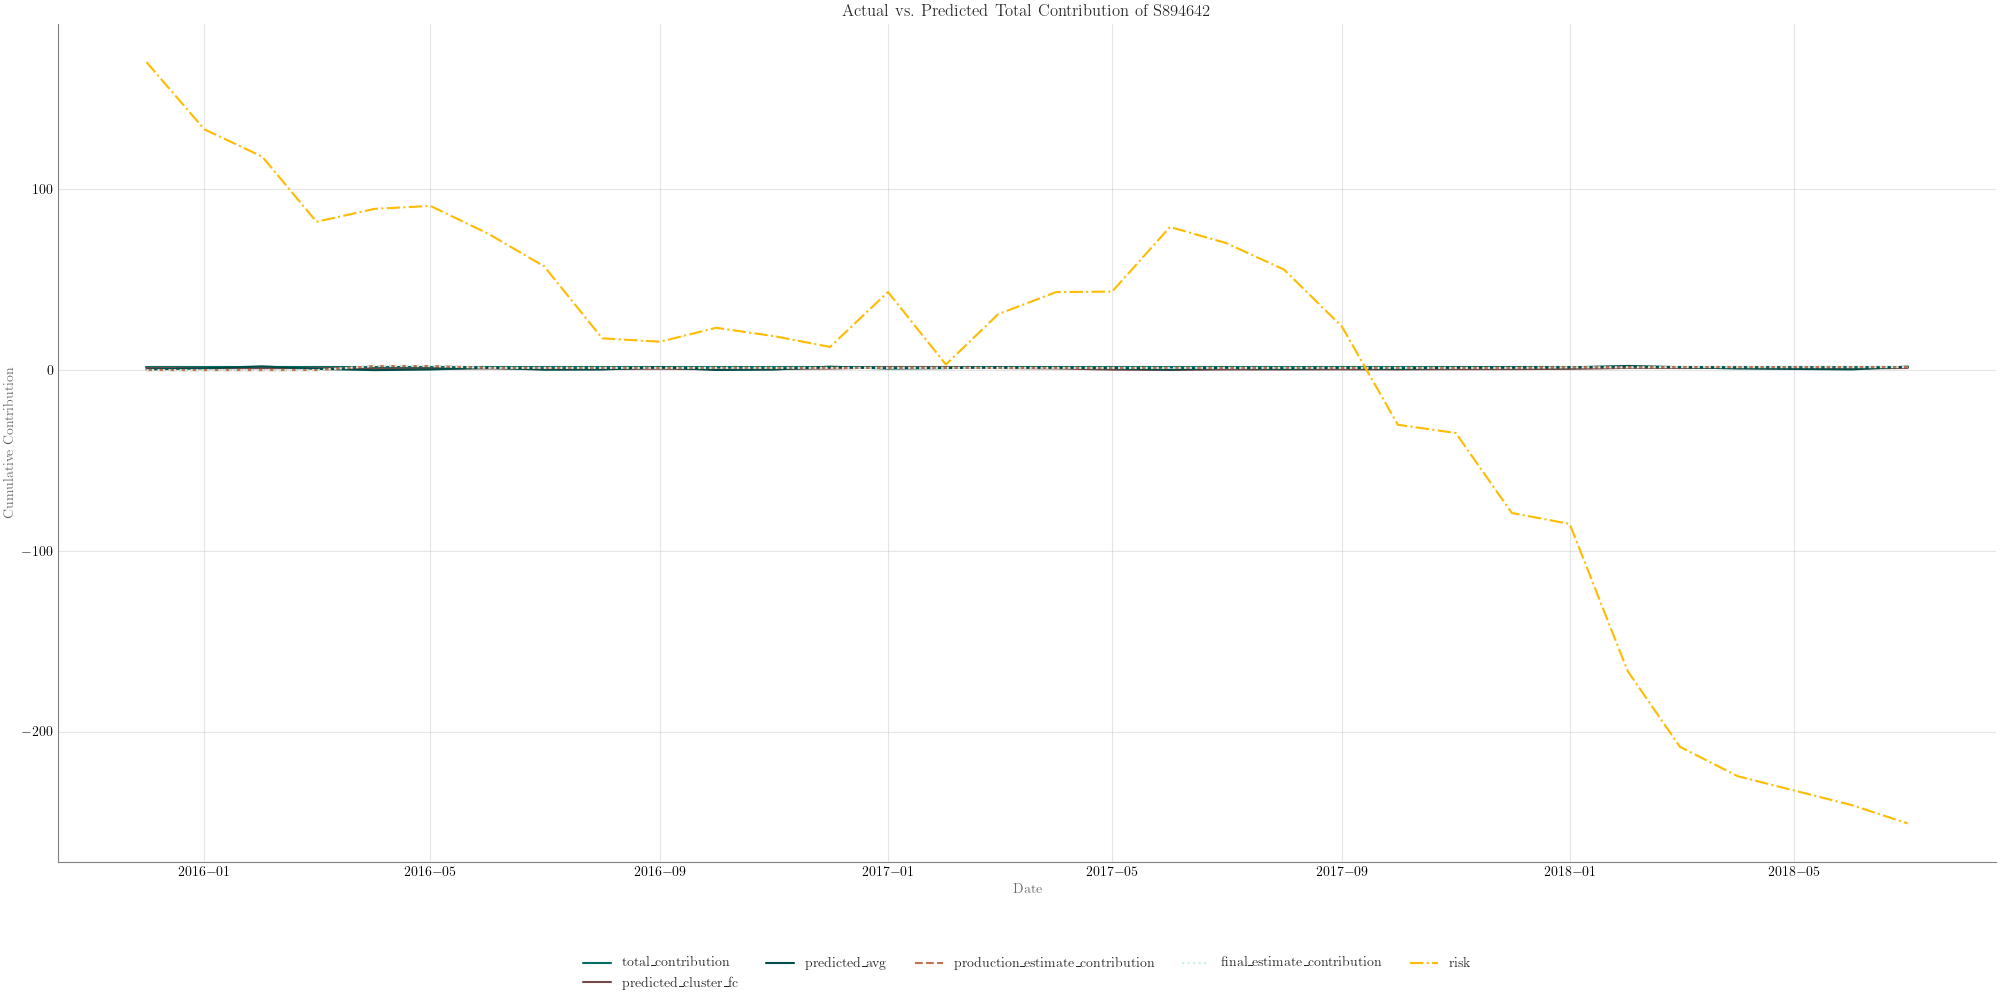 Actual vs. Predicted Total Contribution of S894642
Cumulative Contribution
100
0
−100
−200
2016−01 2016−05 2016−09 2017−01 2017−05 2017−09 2018−01 2018−05
Date
total_contribution predicted_avg production_estimate_contribution final_estimate_contribution risk
predicted_cluster_fc